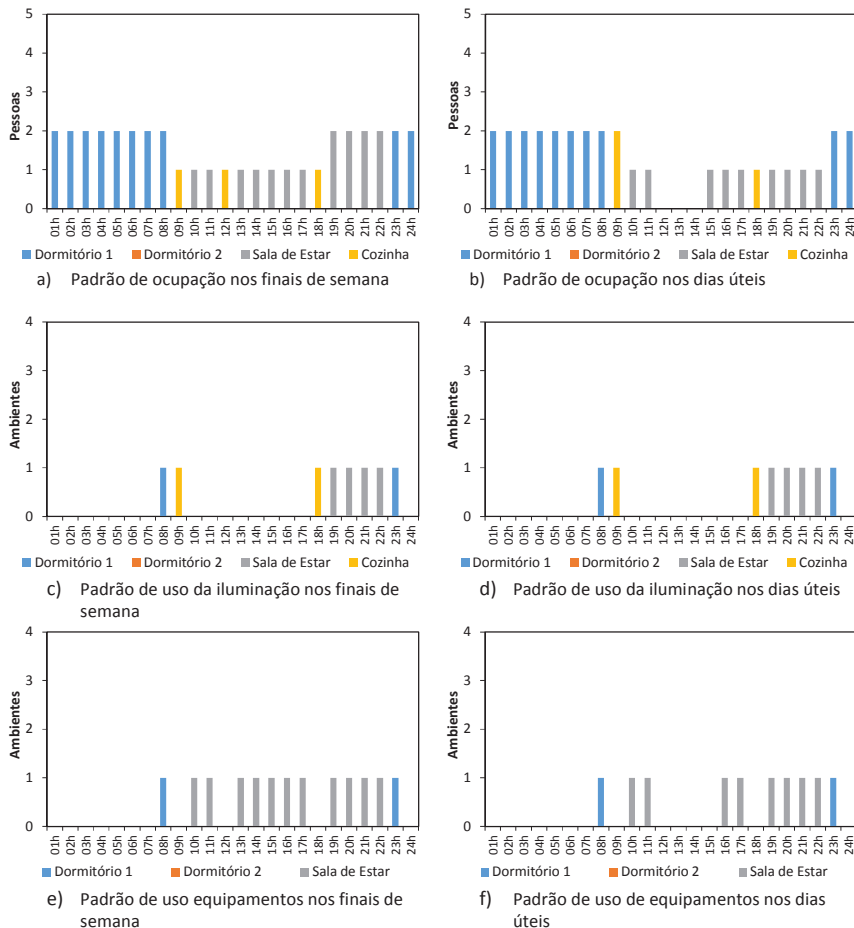 5
4
3
2
1
0
Pessoas
01h 02h 03h 04h 05h 06h 07h 08h 09h 10h 11h 12h 13h 14h 15h 16h 17h 18h 19h 20h 21h 22h 23h 24h
Dormitório 1 Dormitório 2 Sala de Estar Cozinha
a) Padrão de ocupação nos finais de semana
5
4
3
2
1
0
Pessoas
01h 02h 03h 04h 05h 06h 07h 08h 09h 10h 11h 12h 13h 14h 15h 16h 17h 18h 19h 20h 21h 22h 23h 24h
Dormitório 1 Dormitório 2 Sala de Estar Cozinha
b) Padrão de ocupação nos dias úteis
4
3
2
1
0
Ambientes
01h 02h 03h 04h 05h 06h 07h 08h 09h 10h 11h 12h 13h 14h 15h 16h 17h 18h 19h 20h 21h 22h 23h 24h
Dormitório 1 Dormitório 2 Sala de Estar Cozinha
c) Padrão de uso da iluminação nos finais de
semana
4
3
2
1
0
Ambientes
01h 02h 03h 04h 05h 06h 07h 08h 09h 10h 11h 12h 13h 14h 15h 16h 17h 18h 19h 20h 21h 22h 23h 24h
Dormitório 1 Dormitório 2 Sala de Estar Cozinha
d) Padrão de uso da iluminação nos dias úteis
4
3
2
1
0
Ambientes
01h 02h 03h 04h 05h 06h 07h 08h 09h 10h 11h 12h 13h 14h 15h 16h 17h 18h 19h 20h 21h 22h 23h 24h
Dormitório 1 Dormitório 2 Sala de Estar
e) Padrão de uso equipamentos nos finais de
semana
4
3
2
1
0
Ambientes
01h 02h 03h 04h 05h 06h 07h 08h 09h 10h 11h 12h 13h 14h 15h 16h 17h 18h 19h 20h 21h 22h 23h 24h
Dormitório 1 Dormitório 2 Sala de Estar
f) Padrão de uso de equipamentos nos dias
úteis